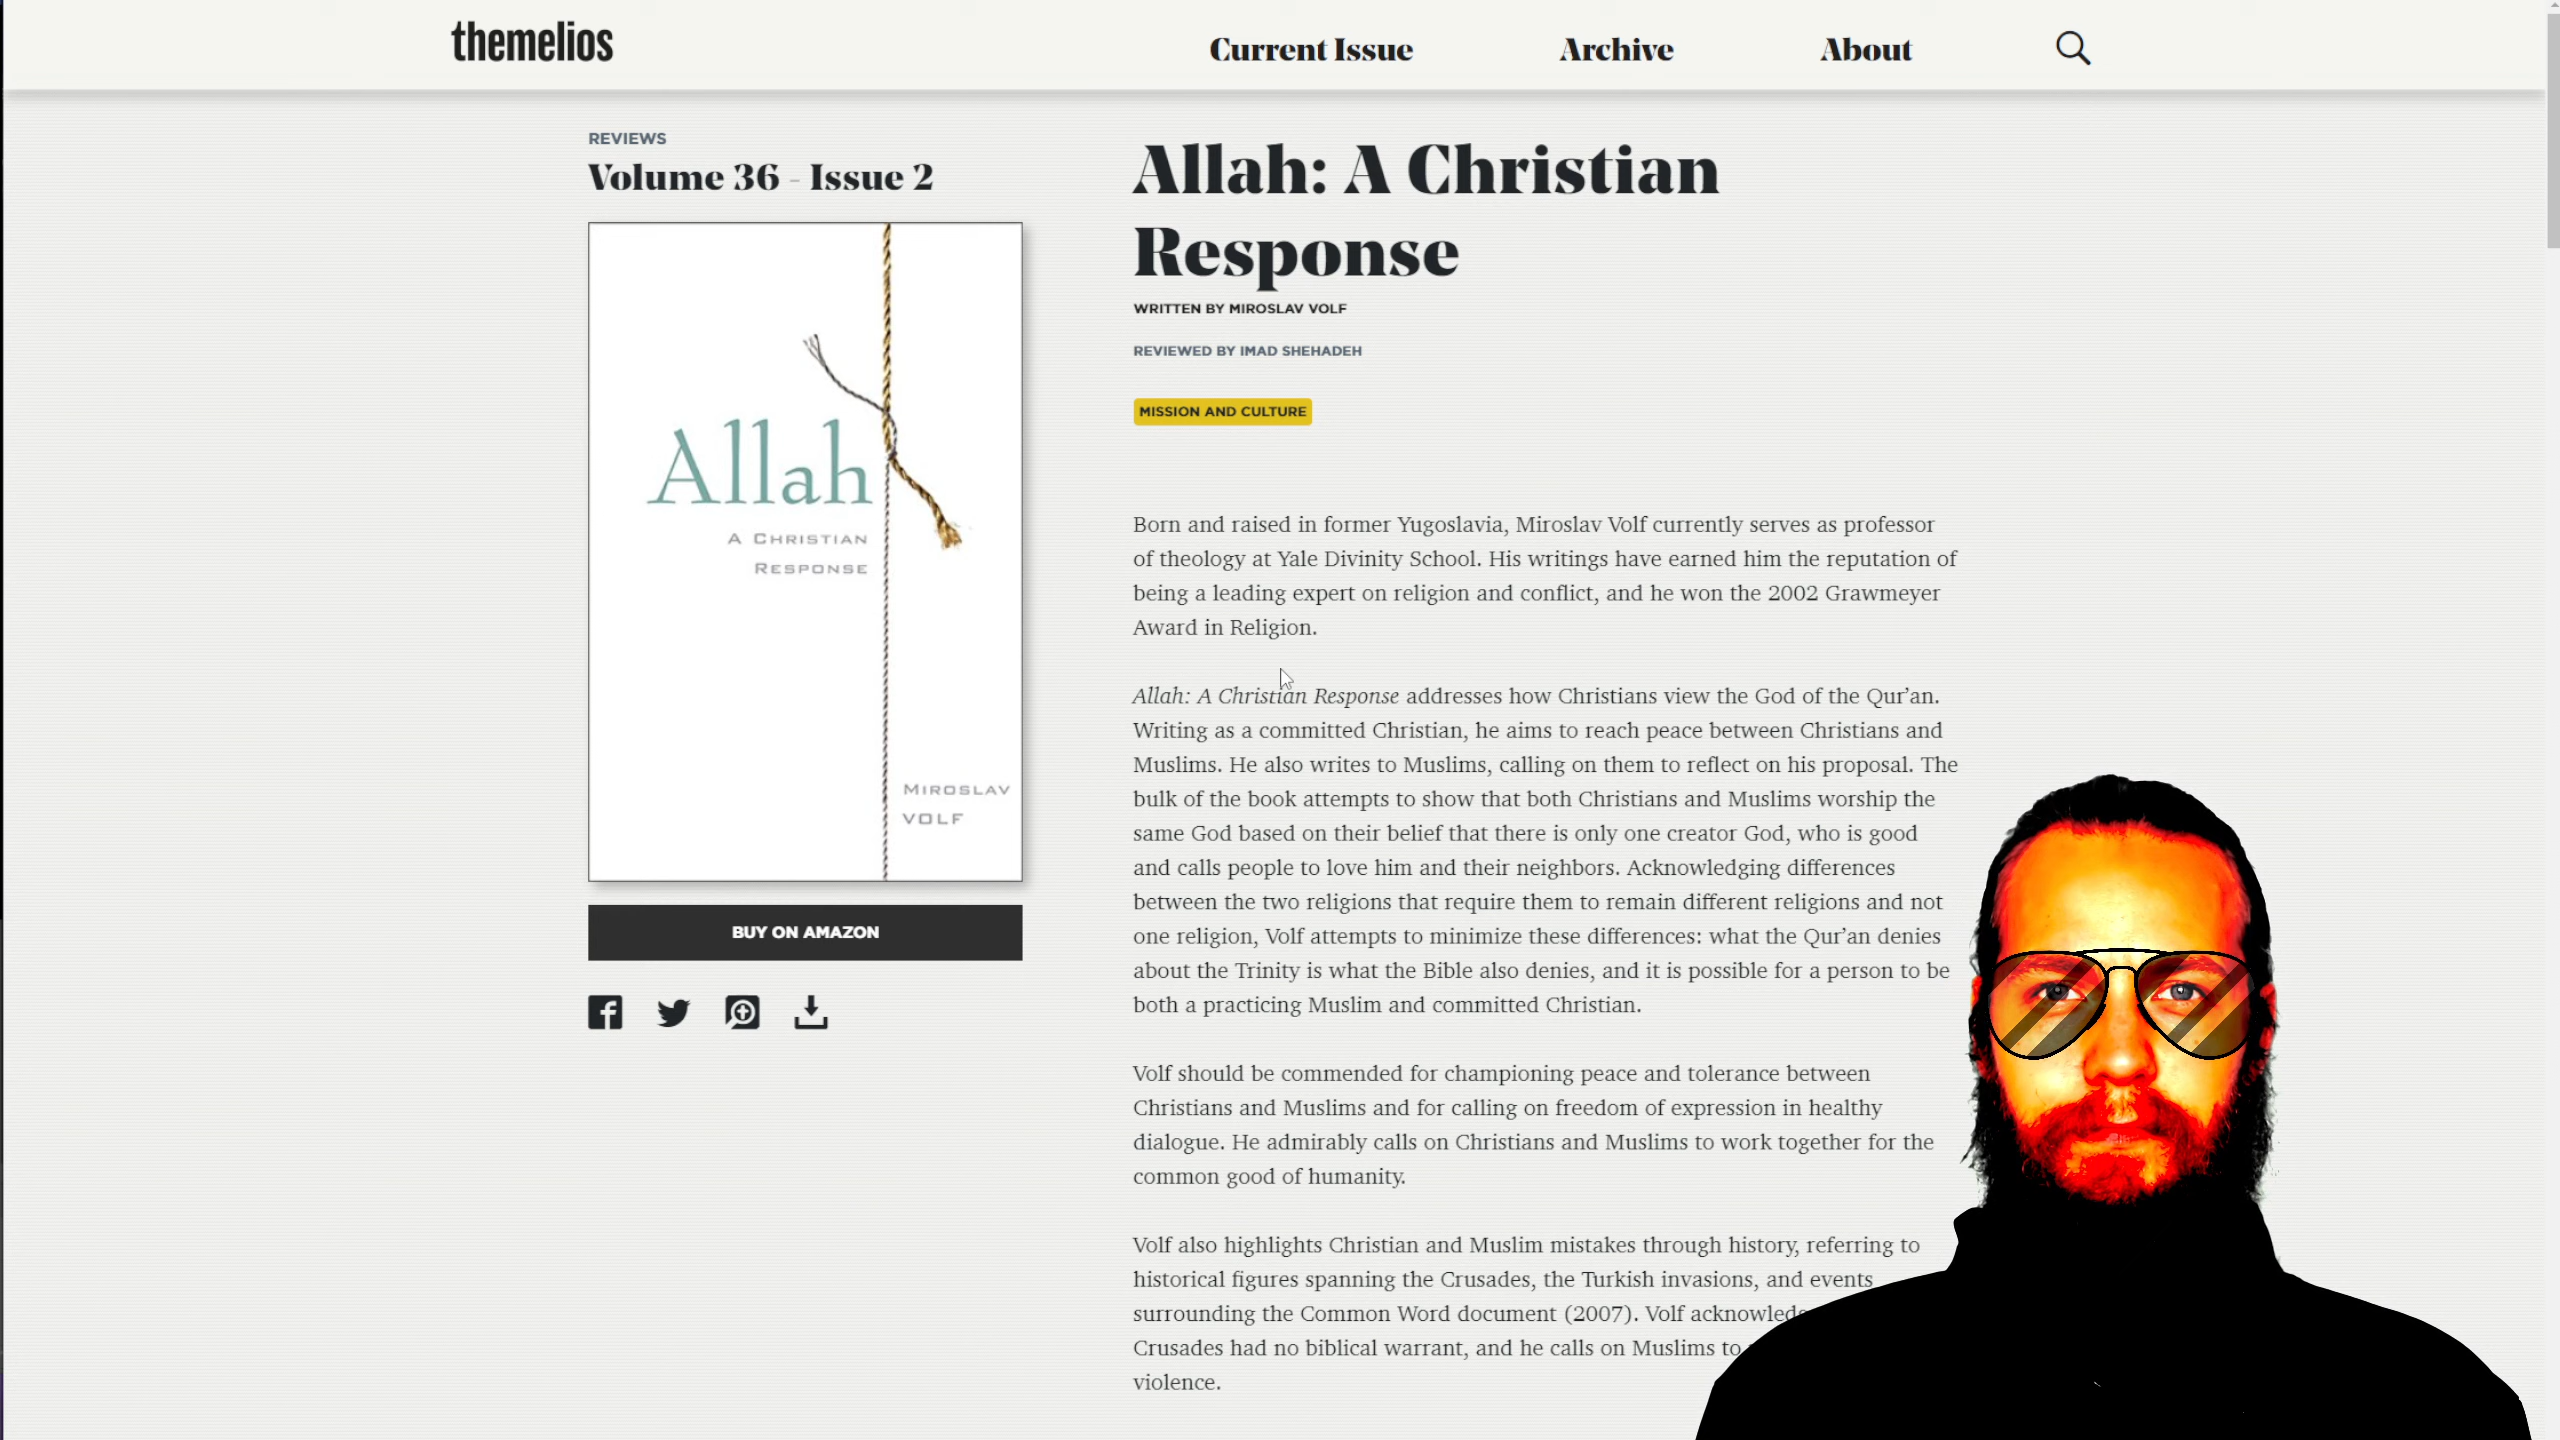 themelios
Current Issue
Archive
About
REVIEWS
Volume 36 - Issue 2
Allah
A CHRISTIAN
RESPONSE
MIROSLAV
VOLF
BUY ON AMAZON
Allah: A Christian
Response
WRITTEN BY MIROSLAV VOLF
REVIEWED BY IMAD SHEHADEH
MISSION AND CULTURE
Born and raised in former Yugoslavia, Miroslav Volf currently serves as professor
of theology at Yale Divinity School. His writings have earned him the reputation of
being a leading expert on religion and conflict, and he won the 2002 Grawmeyer
Award in Religion.
Allah: A Christian Response addresses how Christians view the God of the Qur’an.
Writing as a committed Christian, he aims to reach peace between Christians and
Muslims. He also writes to Muslims, calling on them to reflect on his proposal. The
bulk of the book attempts to show that both Christians and Muslims worship the
same God based on their belief that there is only one creator God, who is good
and calls people to love him and their neighbors. Acknowledging differences
between the two religions that require them to remain different religions and not
one religion, Volf attempts to minimize these differences: what the Qur’an denies
about the Trinity is what the Bible also denies, and it is possible for a person to be
both a practicing Muslim and committed Christian.
Volf should be commended for championing peace and tolerance between
Christians and Muslims and for calling on freedom of expression in healthy
dialogue. He admirably calls on Christians and Muslims to work together for the
common good of humanity.
Volf also highlights Christian and Muslim mistakes through history, referring to
historical figures spanning the Crusades, the Turkish invasions, and events
surrounding the Common Word document (2007). Volf
Crusades had no biblical warrant, and he calls on Muslims to
violence.